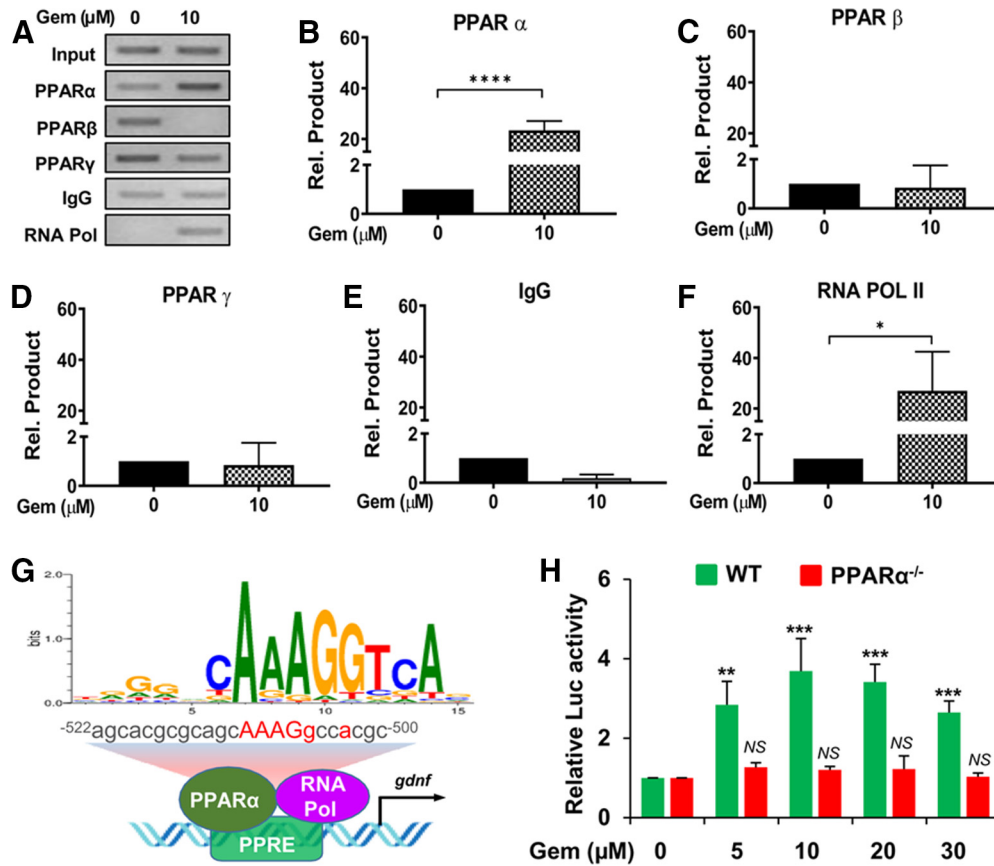 A
Gem (μM) 0 10
Input
PPARα
PPARβ
PPARγ
IgG
RNA Pol
B
PPAR α
Rel. Product
60
40
20
2
0
****
Gem (μM) 0 10
C
PPAR β
Rel. Product
60
40
20
2
0
Gem (μM) 0 10
D
PPAR γ
Rel. Product
60
40
20
2
0
Gem (μM) 0 10
E
IgG
Rel. Product
60
40
20
2
0
Gem (μM) 0 10
F
RNA POL II
Rel. Product
60
40
20
2
0
*
Gem (μM) 0 10
G
bits
2.0
1.0
0.0
CAAAGGTCA
5 10 15
-522agcacgcgcagcAAAGgccacgc-500
PPARα
RNA Pol
PPRE
gdnf
H
WT PPARα-/-
Relative Luc activity
6
4
2
0
** *** *** ***
NS NS NS NS
Gem (μM) 0 5 10 20 30